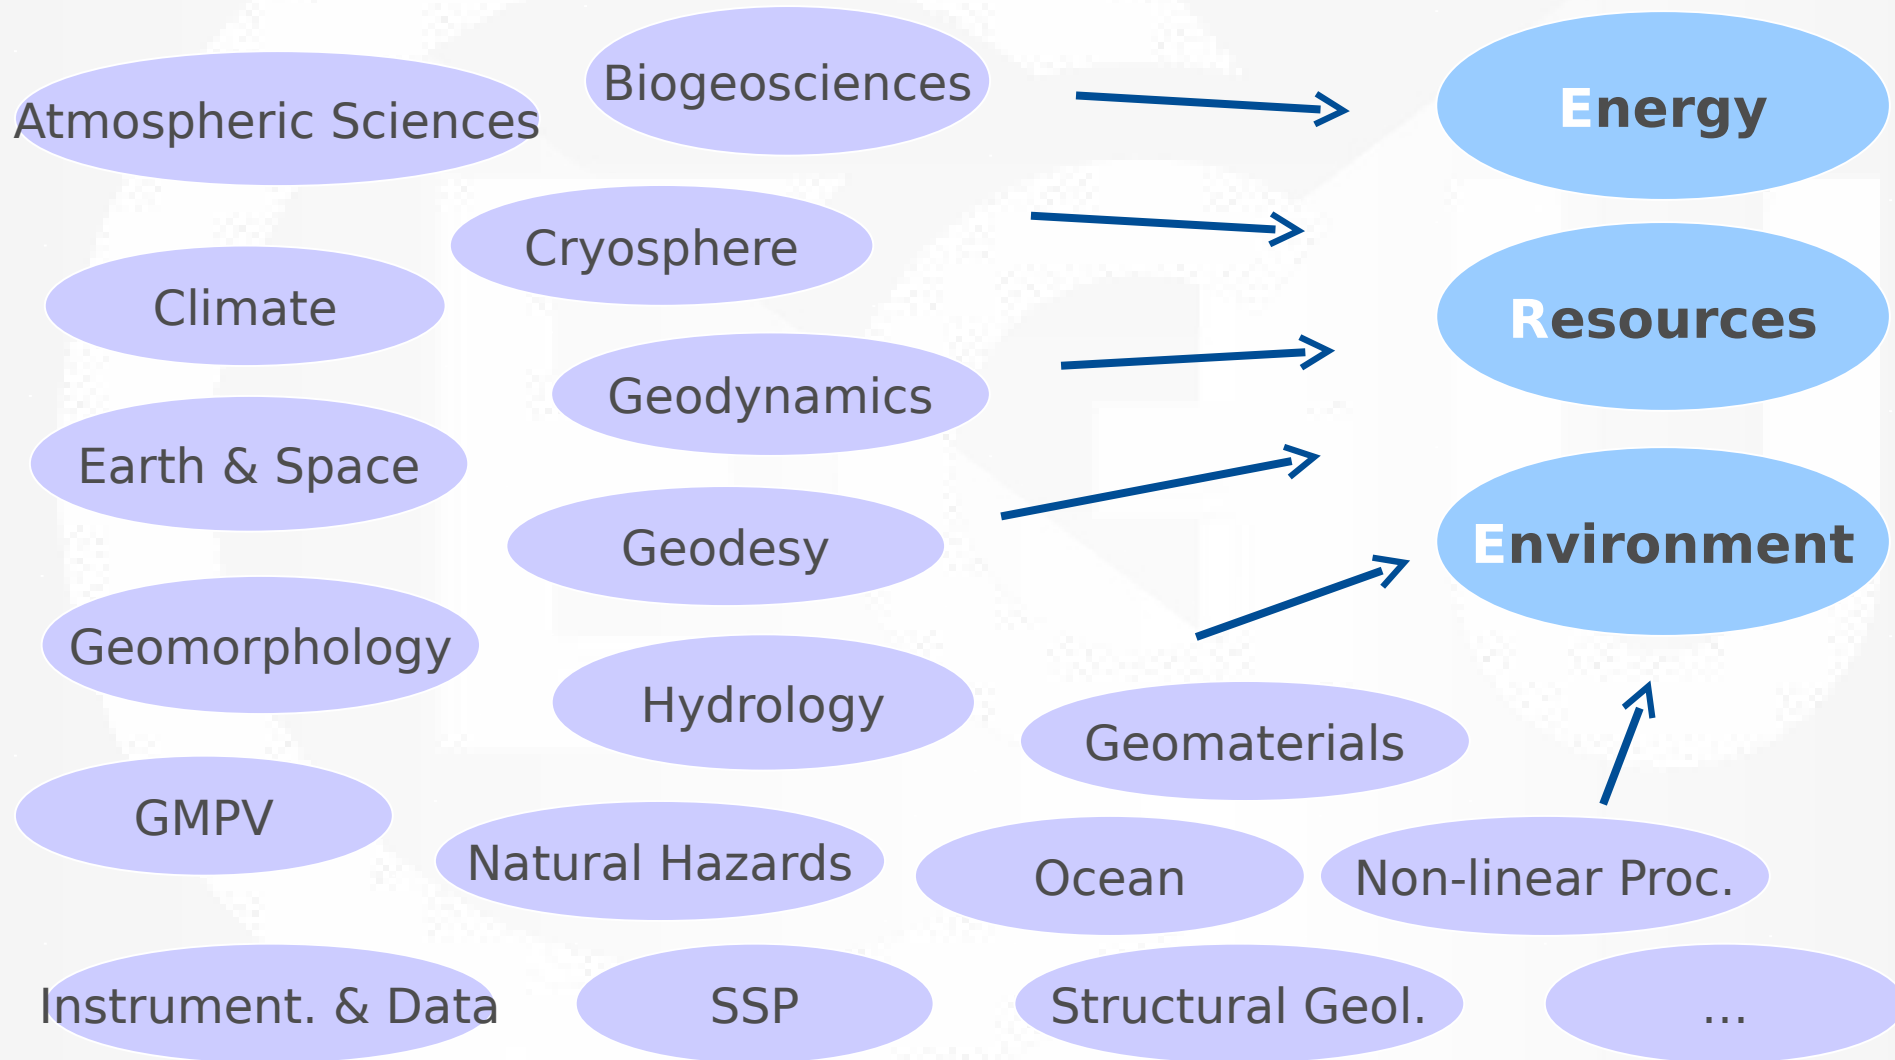 Biogeosciences
Energy
Atmospheric Sciences
Cryosphere
Climate
Resources
Geodynamics
Earth & Space
Geodesy
Environment
Geomorphology
Hydrology
Geomaterials
GMPV
Natural Hazards
Ocean
Non-linear Proc.
Instrument. & Data
SSP
Structural Geol.
...